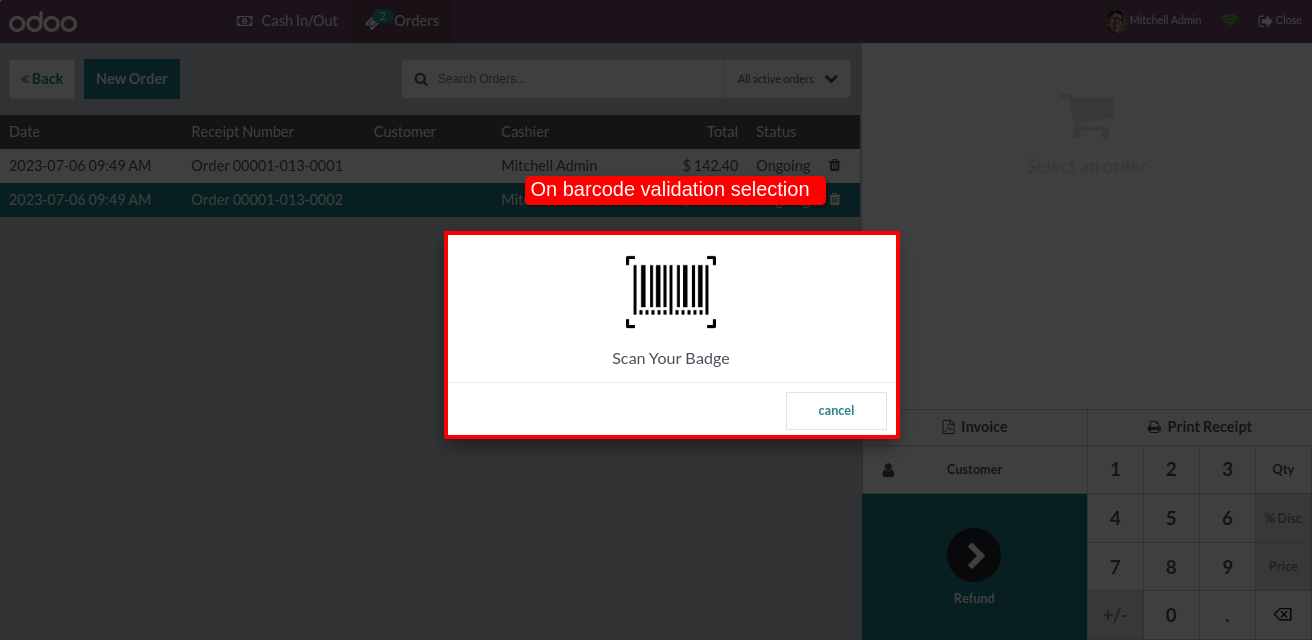 odoo
Cash In/Out
2
Orders
Mitchell Admin
Close
« Back
New Order
Search Orders...
All active orders
Date Receipt Number Customer Cashier Total Status
2023-07-06 09:49 AM Order 00001-013-0001 Mitchell Admin $ 142.40 Ongoing
On barcode validation selection
2023-07-06 09:49 AM Order 00001-013-0002
Select an order
Scan Your Badge
cancel
Invoice
Print Receipt
Customer
1 2 3 Qty
4 5 6 % Disc
7 8 9 Price
+/- 0 .
Refund